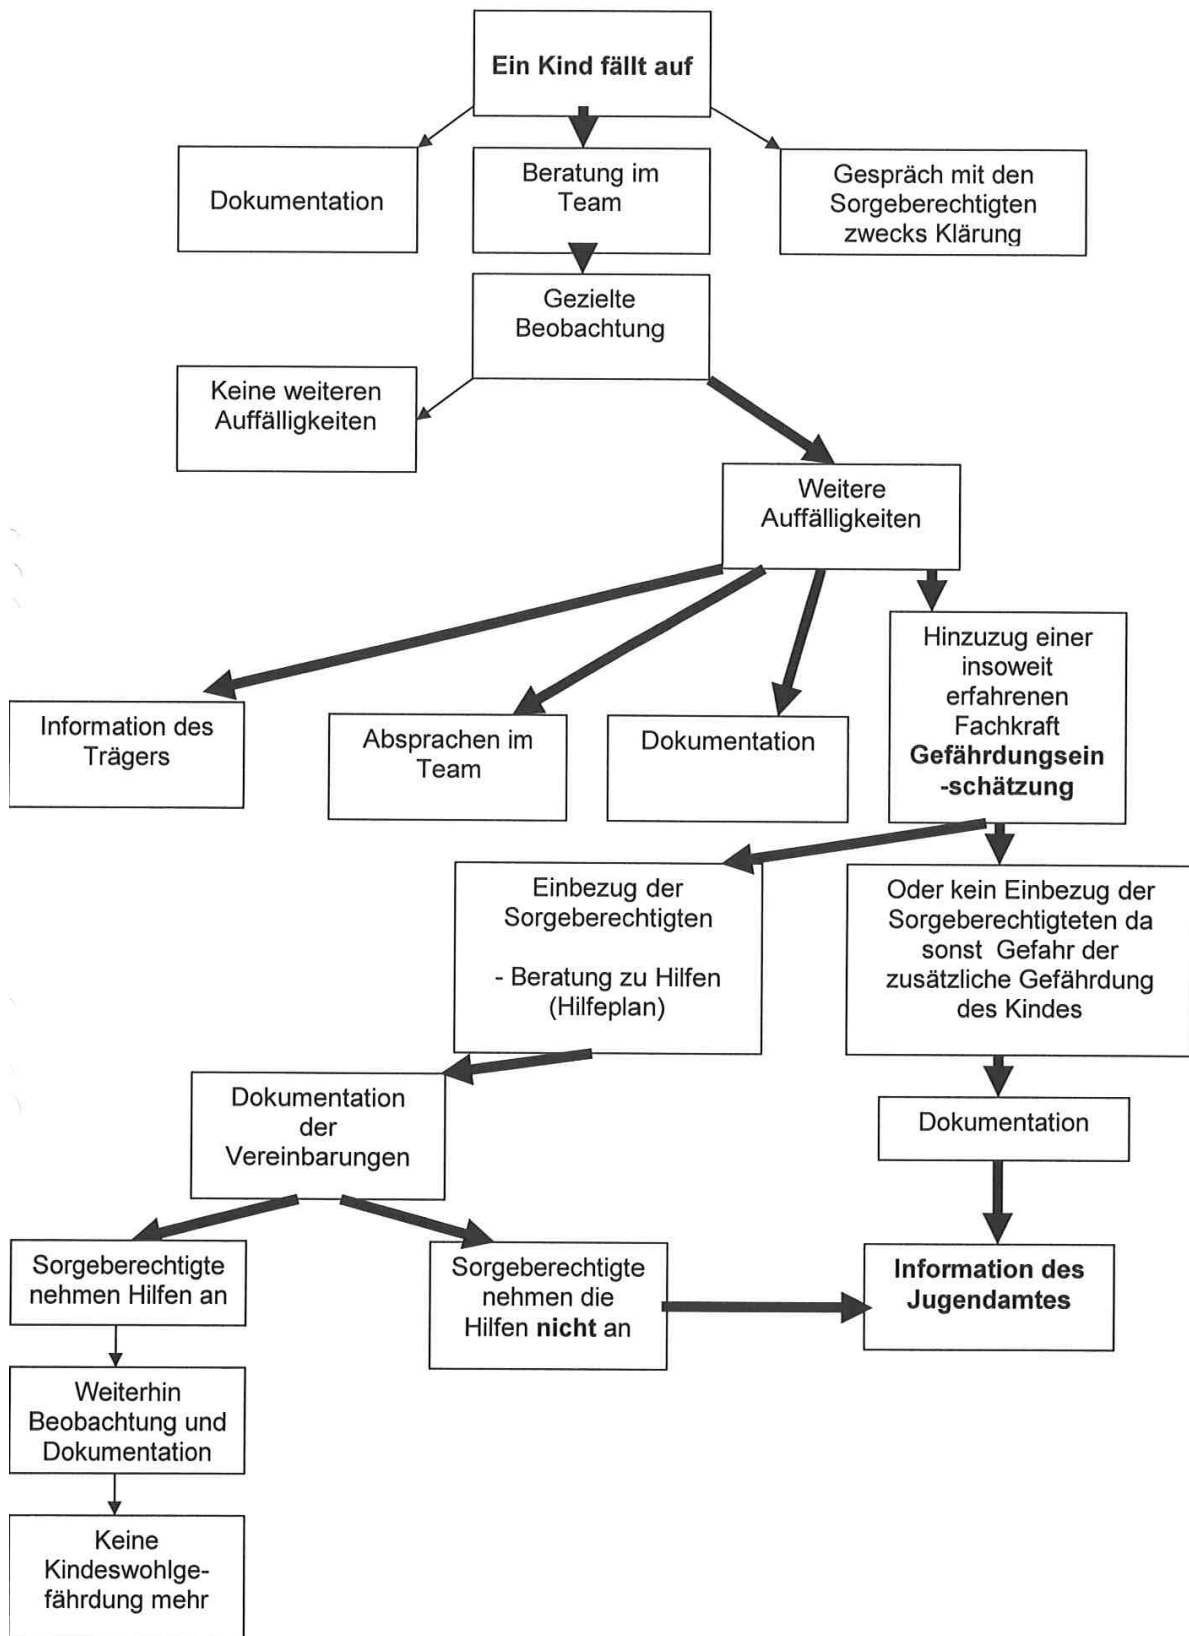 Ein Kind fällt auf
Dokumentation
Beratung im
Team
Gespräch mit den
Sorgeberechtigten
zwecks Klärung
Gezielte
Beobachtung
Keine weiteren
Auffälligkeiten
Weitere
Auffälligkeiten
Information des
Trägers
Absprachen im
Team
Dokumentation
Hinzuzug einer
insoweit
erfahrenen
Fachkraft
Gefährdungsein
-schätzung
Einbezug der
Sorgeberechtigten
- Beratung zu Hilfen
(Hilfeplan)
Oder kein Einbezug der
Sorgeberechtigteten da
sonst  Gefahr der
zusätzliche Gefährdung
des Kindes
Dokumentation
der
Vereinbarungen
Dokumentation
Sorgeberechtigte
nehmen Hilfen an
Sorgeberechtigte
nehmen die
Hilfen nicht an
Information des
Jugendamtes
Weiterhin
Beobachtung und
Dokumentation
Keine
Kindeswohlge-
fährdung mehr